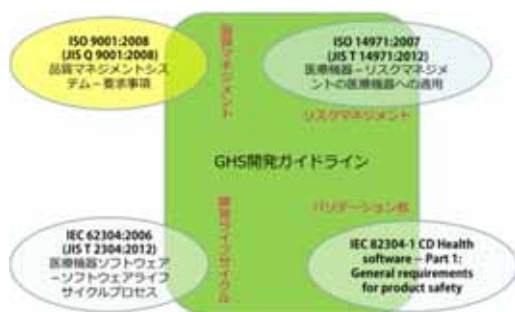 ISO 9001:2008
(JIS Q 9001:2008)
品質マネジメントシス
テム－要求事項
品質マネジメント
ISO 14971:2007
(JIS T 14971:2012)
医療機器－リスクマネジメ
ントの医療機器への適用
リスクマネジメント
GHS開発ガイドライン
開発ライフサイクル
バリデーション他
IEC 62304:2006
(JIS T 2304:2012)
医療機器ソフトウェア
－ソフトウェアライフ
サイクルプロセス
IEC 82304-1 CD Health
software – Part 1:
General requirements
for product safety